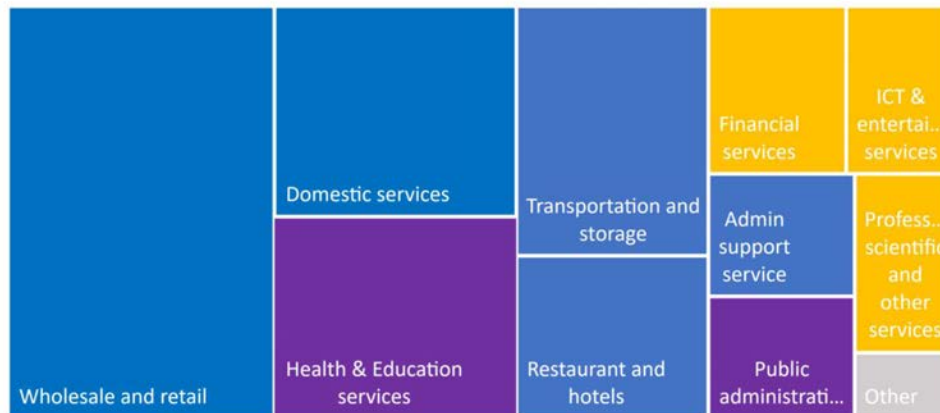 Wholesale and retail
Domestic services
Health & Education
services
Transportation and
storage
Restaurant and
hotels
Financial
services
ICT &
entertai...
services
Admin
support
service
Profess...
scientific
and
other
services
Public
administrati...
Other